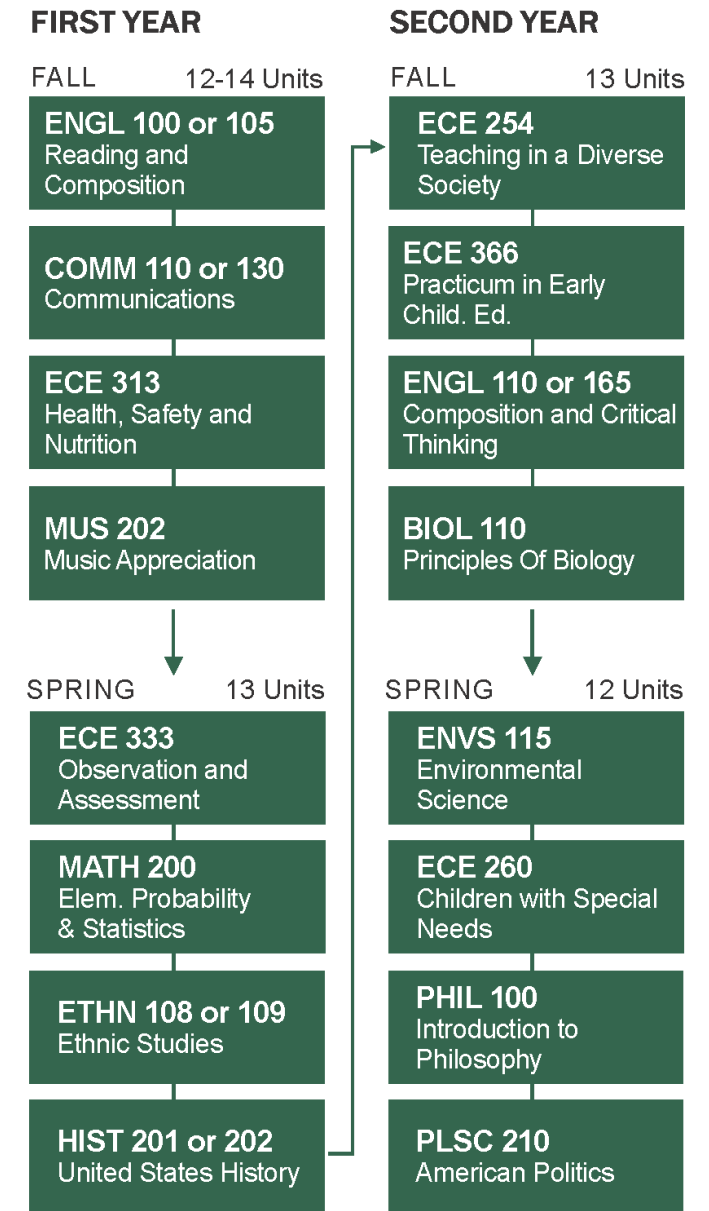 FIRST YEAR
FALL 12-14 Units
ENGL 100 or 105
Reading and
Composition
COMM 110 or 130
Communications
ECE 313
Health, Safety and
Nutrition
MUS 202
Music Appreciation
SPRING 13 Units
ECE 333
Observation and
Assessment
MATH 200
Elem. Probability
& Statistics
ETHN 108 or 109
Ethnic Studies
HIST 201 or 202
United States History
SECOND YEAR
FALL 13 Units
ECE 254
Teaching in a Diverse
Society
ECE 366
Practicum in Early
Child. Ed.
ENGL 110 or 165
Composition and Critical
Thinking
BIOL 110
Principles Of Biology
SPRING 12 Units
ENVS 115
Environmental
Science
ECE 260
Children with Special
Needs
PHIL 100
Introduction to
Philosophy
PLSC 210
American Politics